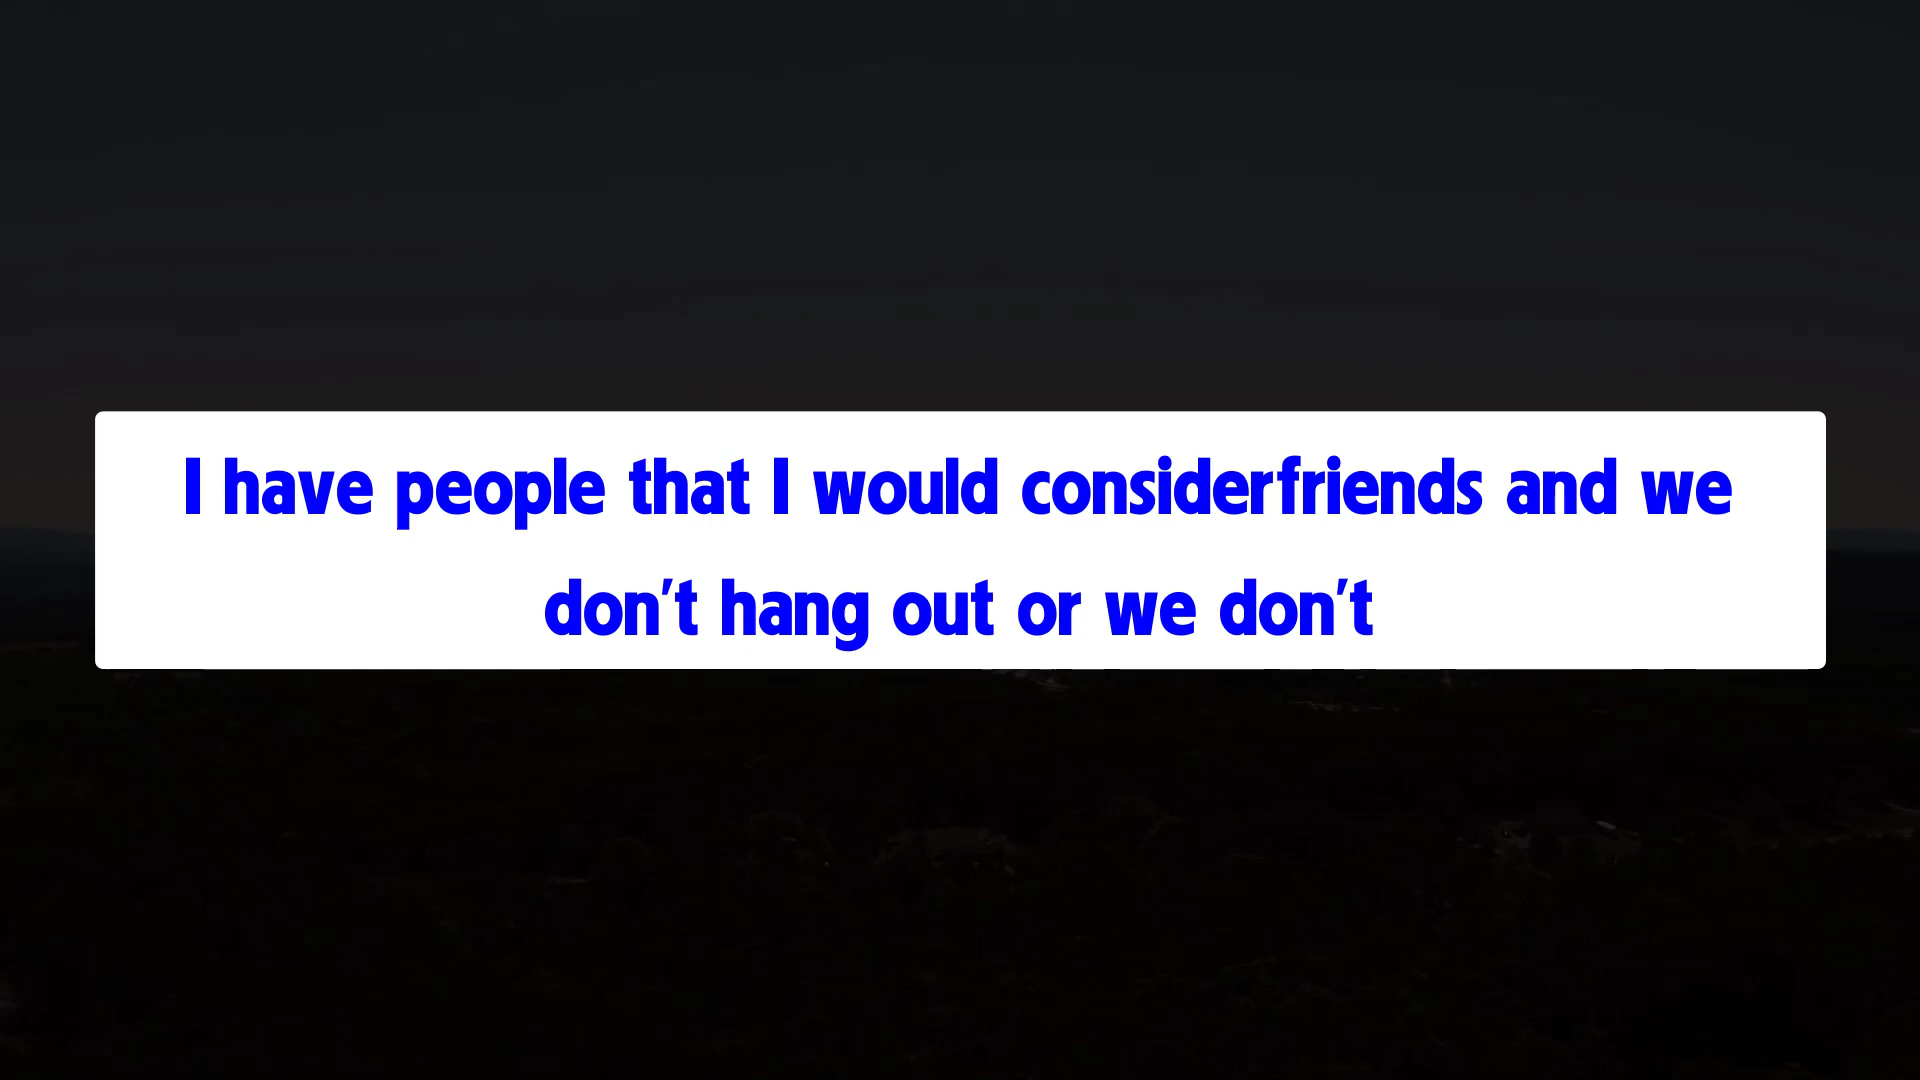 I have people that I would considerfriends and we
don't hang out or we don't